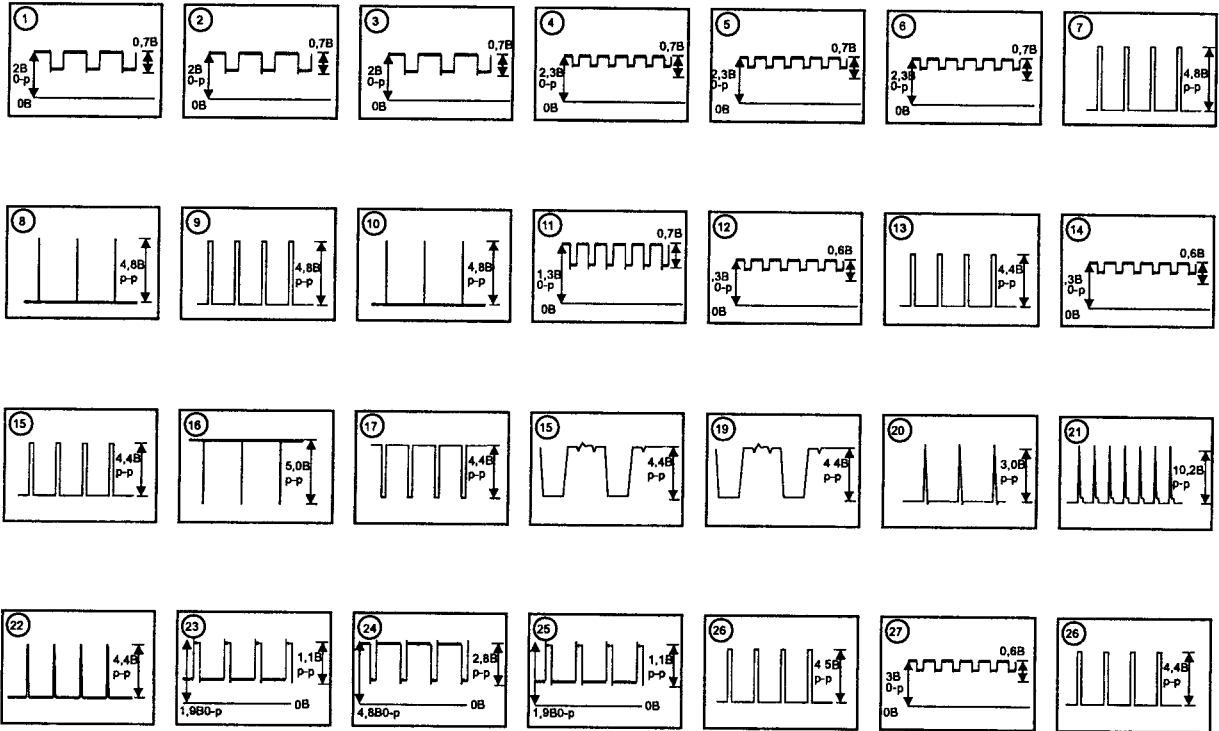 1
0,7В
2В
0-p
0В
2
0,7В
2В
0-p
0В
3
0,7В
2В
0-p
0В
4
0,7В
2,3В
0-p
0В
5
0,7В
2,3В
0-p
0В
6
0,7В
2,3В
0-p
0В
7
4,8В
p-p
8
4,8В
p-p
9
4,8В
p-p
10
4,8В
p-p
11
0,7В
1,3В
0-p
0В
12
0,6В
,3В
0-p
0В
13
4,4В
p-p
14
0,6В
,3В
0-p
0В
15
4,4В
p-p
16
5,0В
p-p
17
4,4В
p-p
15
4,4В
p-p
19
4 4В
p-p
20
3,0В
p-p
21
10,2В
p-p
22
4,4В
p-p
23
1,1В
p-p
0В
1,9В0-p
24
2,8В
p-p
0В
4,8В0-p
25
1,1В
p-p
0В
1,9В0-p
26
4 5В
p-p
27
0,6В
3В
0-p
0В
26
4,4В
p-p